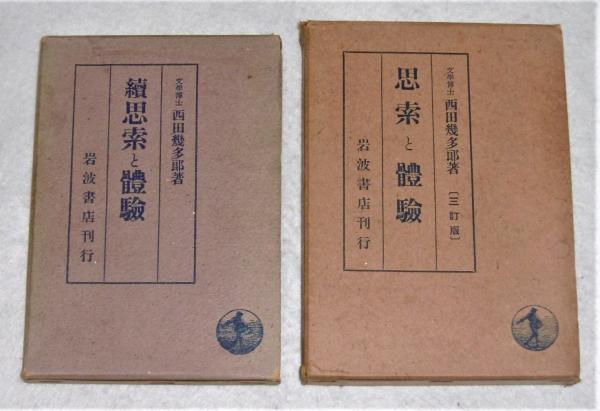 文學博士 西田幾多郎著
續思索と體驗
岩波書店刊行
文學博士 西田幾多郎著 〔三訂版〕
思索と體驗
岩波書店刊行